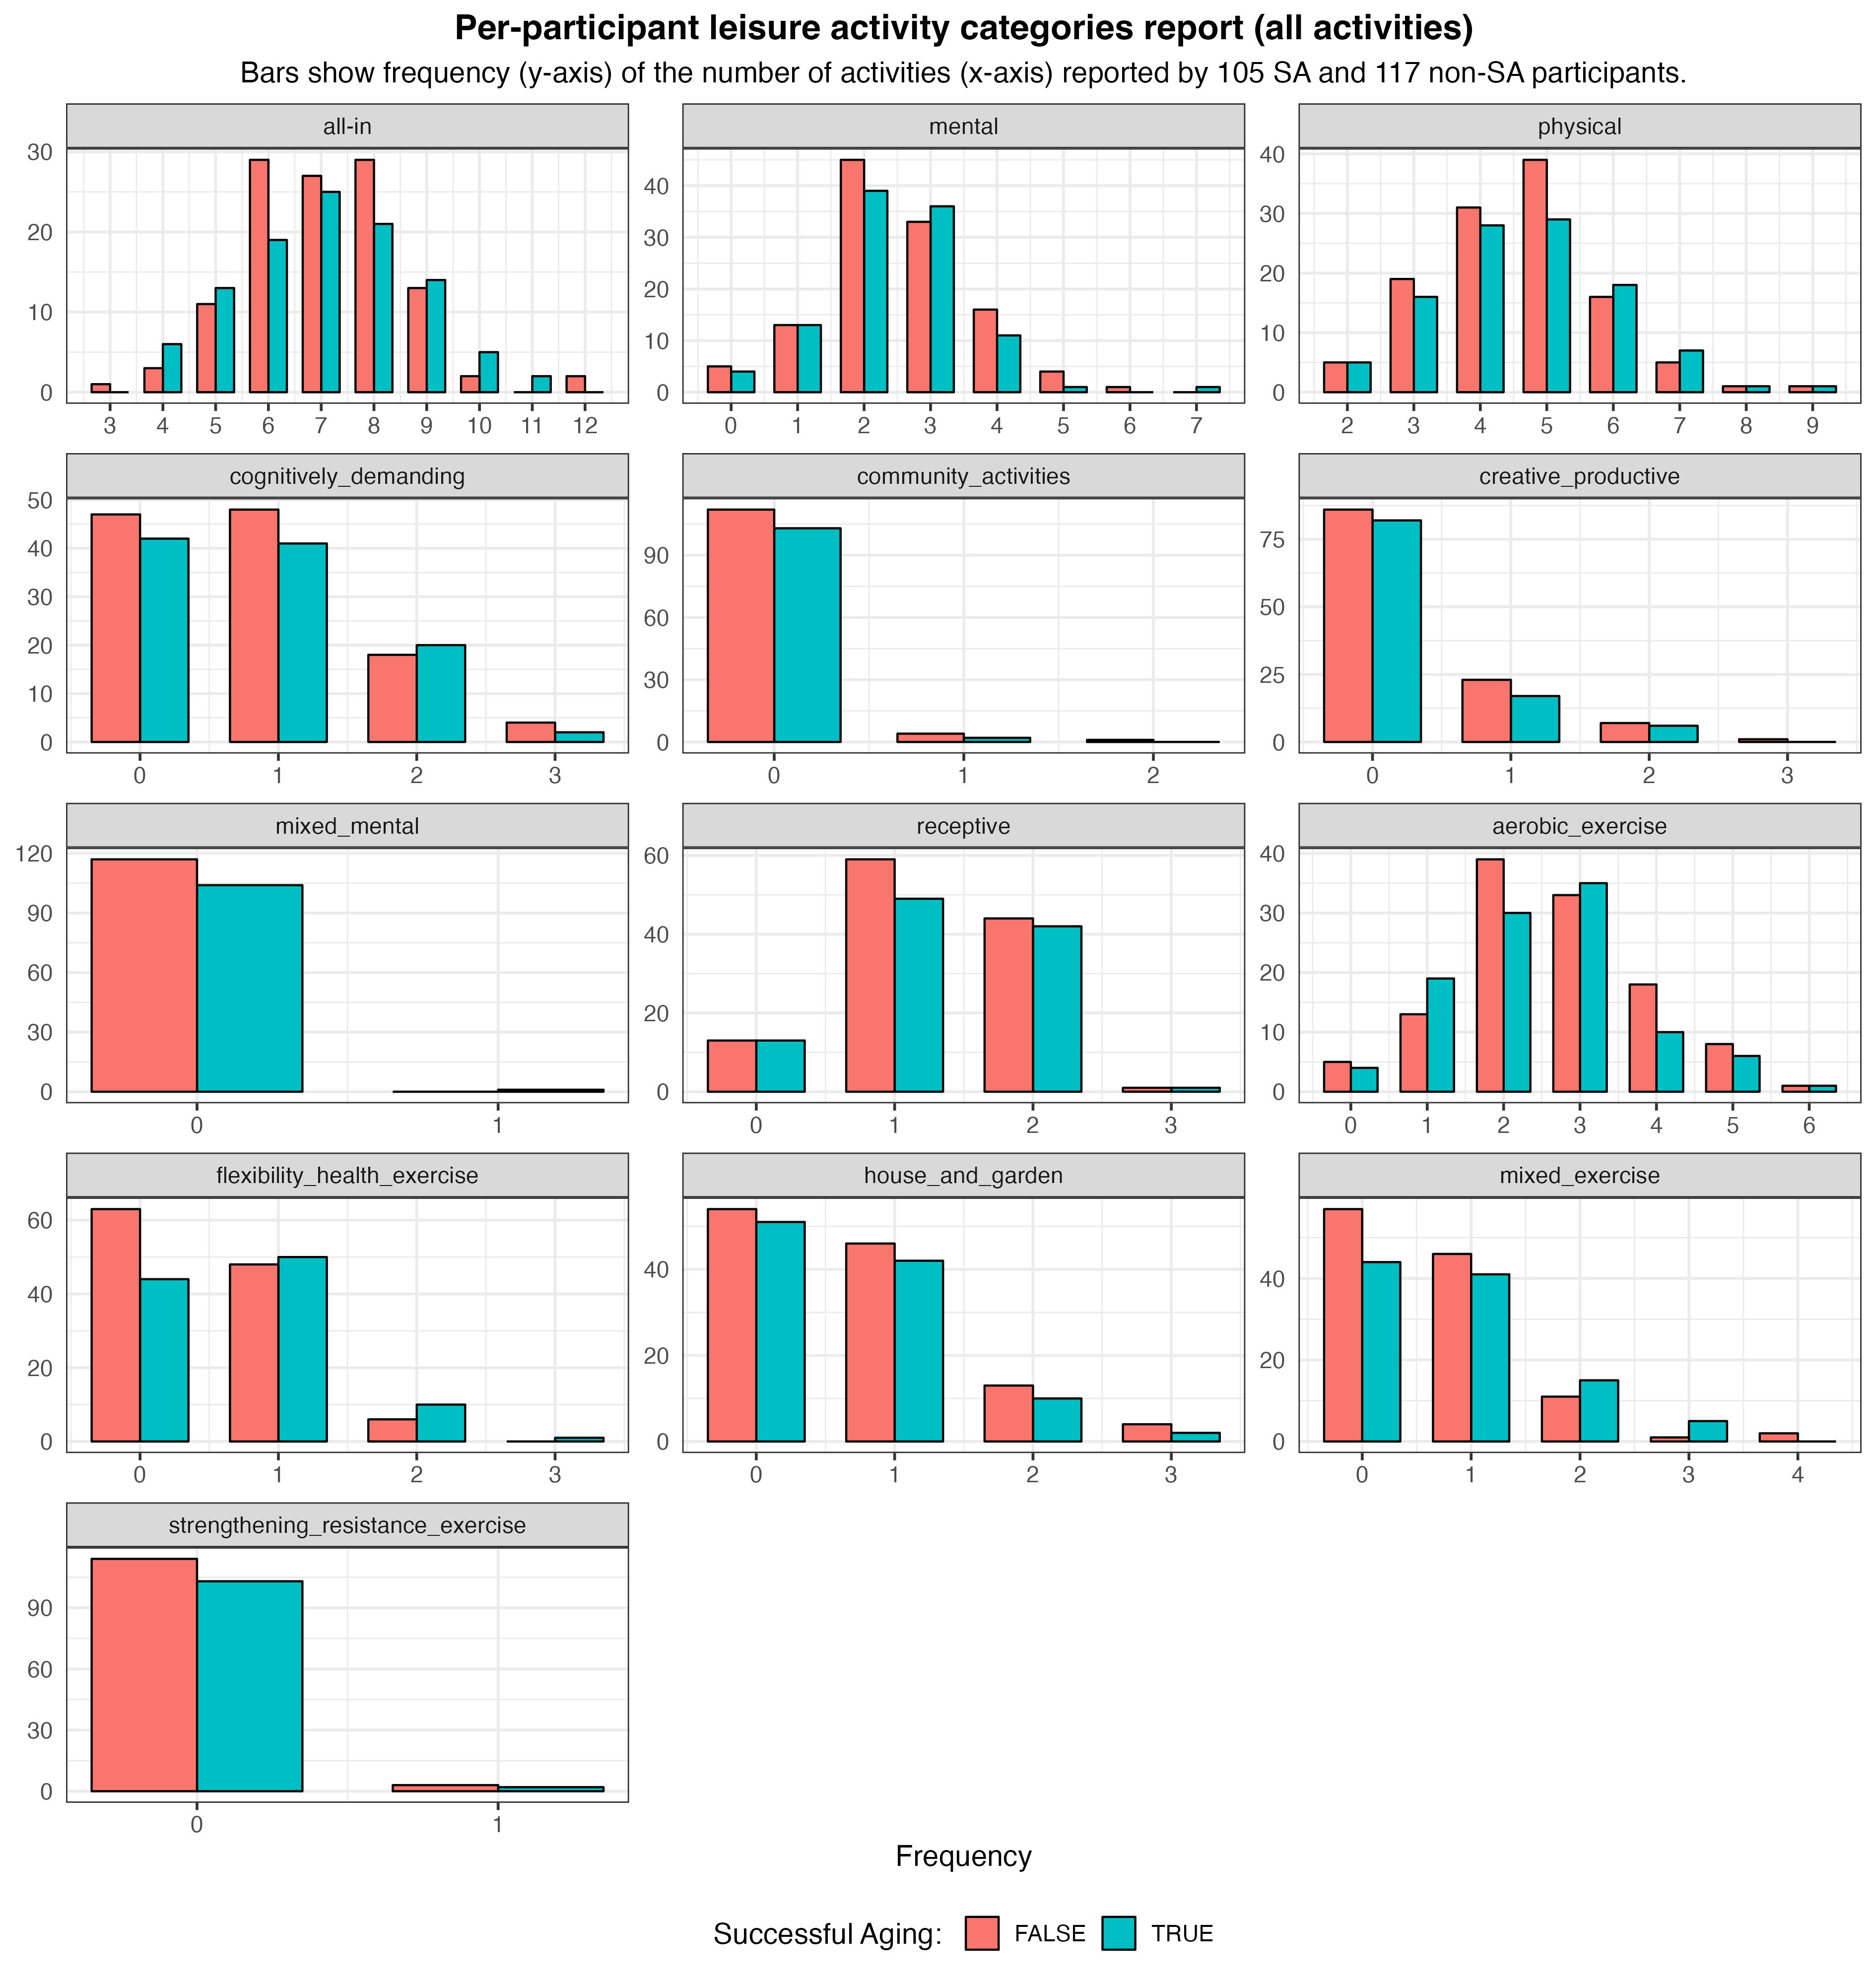 Per-participant leisure activity categories report (all activities)
Bars show frequency (y-axis) of the number of activities (x-axis) reported by 105 SA and 117 non-SA participants.
all-in
30
20
10
0
3 4 5 6 7 8 9 10 11 12
mental
40
30
20
10
0
0 1 2 3 4 5 6 7
physical
40
30
20
10
0
2 3 4 5 6 7 8 9
cognitively_demanding
50
40
30
20
10
0
0 1 2 3
community_activities
90
60
30
0
0 1 2
creative_productive
75
50
25
0
0 1 2 3
mixed_mental
120
90
60
30
0
0 1
receptive
60
40
20
0
0 1 2 3
aerobic_exercise
40
30
20
10
0
0 1 2 3 4 5 6
flexibility_health_exercise
60
40
20
0
0 1 2 3
house_and_garden
40
20
0
0 1 2 3
mixed_exercise
40
20
0
0 1 2 3 4
strengthening_resistance_exercise
90
60
30
0
0 1
Frequency
Successful Aging: FALSE TRUE